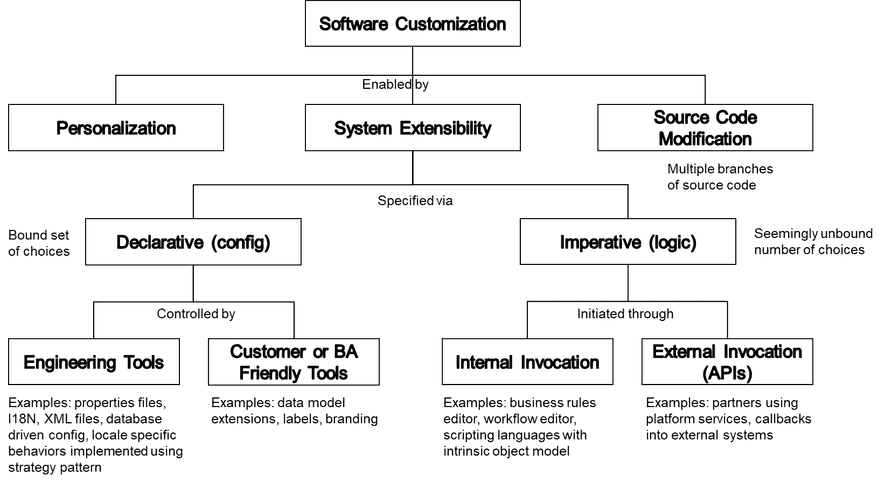 Software Customization
Enabled by
Personalization
System Extensibility
Source Code
Modification
Multiple branches
of source code
Specified via
Bound set
of choices
Declarative (config)
Imperative (logic)
Seemingly unbound
number of choices
Controlled by
Initiated through
Engineering Tools
Customer or BA
Friendly Tools
Internal Invocation
External Invocation
(APIs)
Examples: properties files,
I18N, XML files, database
driven config, locale specific
behaviors implemented using
strategy pattern
Examples: data model
extensions, labels, branding
Examples: business rules
editor, workflow editor,
scripting languages with
intrinsic object model
Examples: partners using
platform services, callbacks
into external systems